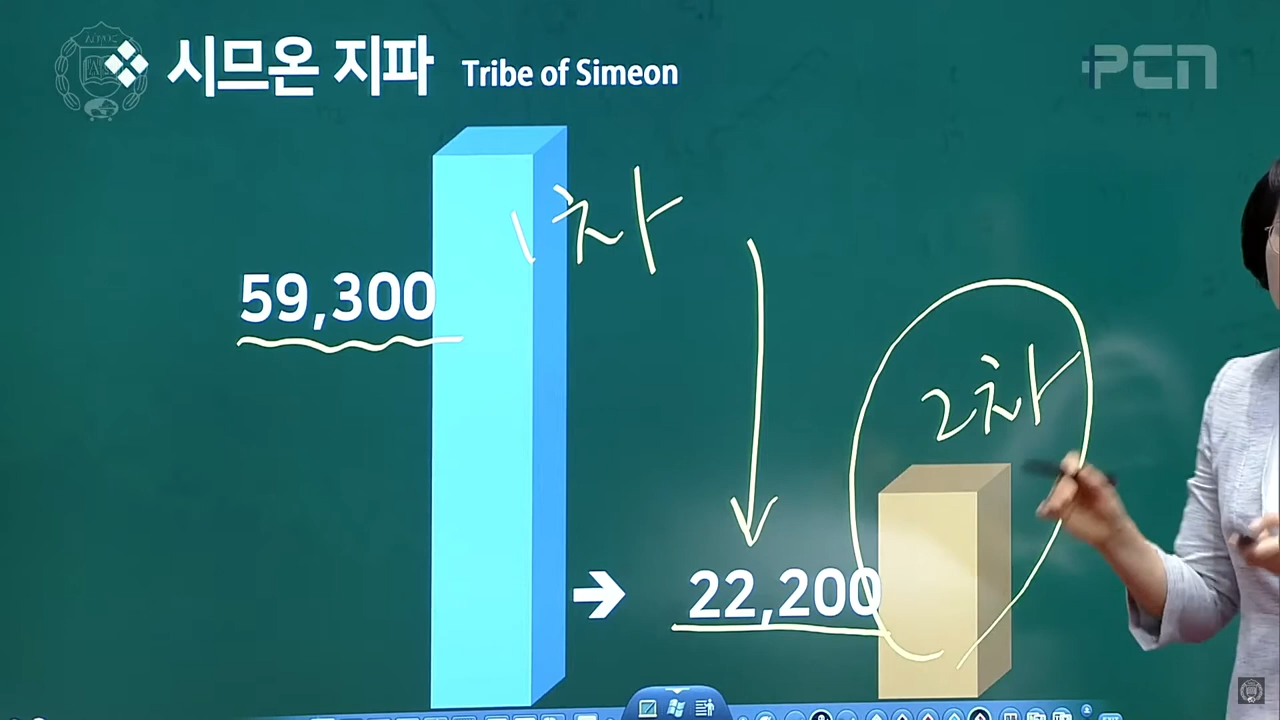 시므온 지파 Tribe of Simeon
PCN
1차
59,300
2차
→ 22,200